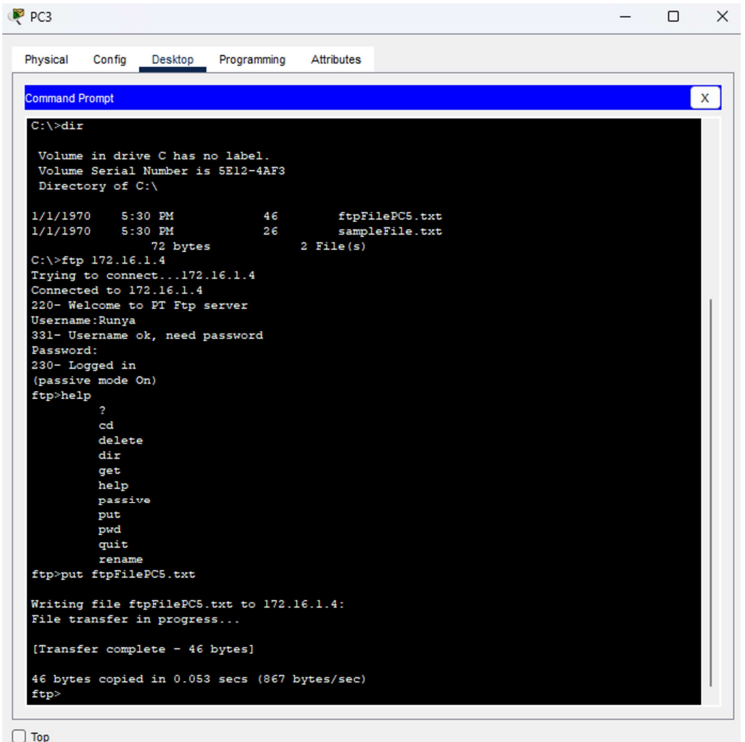 PC3
Physical Config Desktop Programming Attributes
Command Prompt
X
C:\>dir
Volume in drive C has no label.
Volume Serial Number is 5E12-4AF3
Directory of C:\
1/1/1970 5:30 PM 46 ftpFilePC5.txt
1/1/1970 5:30 PM 26 sampleFile.txt
72 bytes 2 File(s)
C:\>ftp 172.16.1.4
Trying to connect...172.16.1.4
Connected to 172.16.1.4
220- Welcome to PT Ftp server
Username:Runya
331- Username ok, need password
Password:
230- Logged in
(passive mode On)
ftp>help
?
cd
delete
dir
get
help
passive
put
pwd
quit
rename
ftp>put ftpFilePC5.txt
Writing file ftpFilePC5.txt to 172.16.1.4:
File transfer in progress...
[Transfer complete - 46 bytes]
46 bytes copied in 0.053 secs (867 bytes/sec)
ftp>
Top